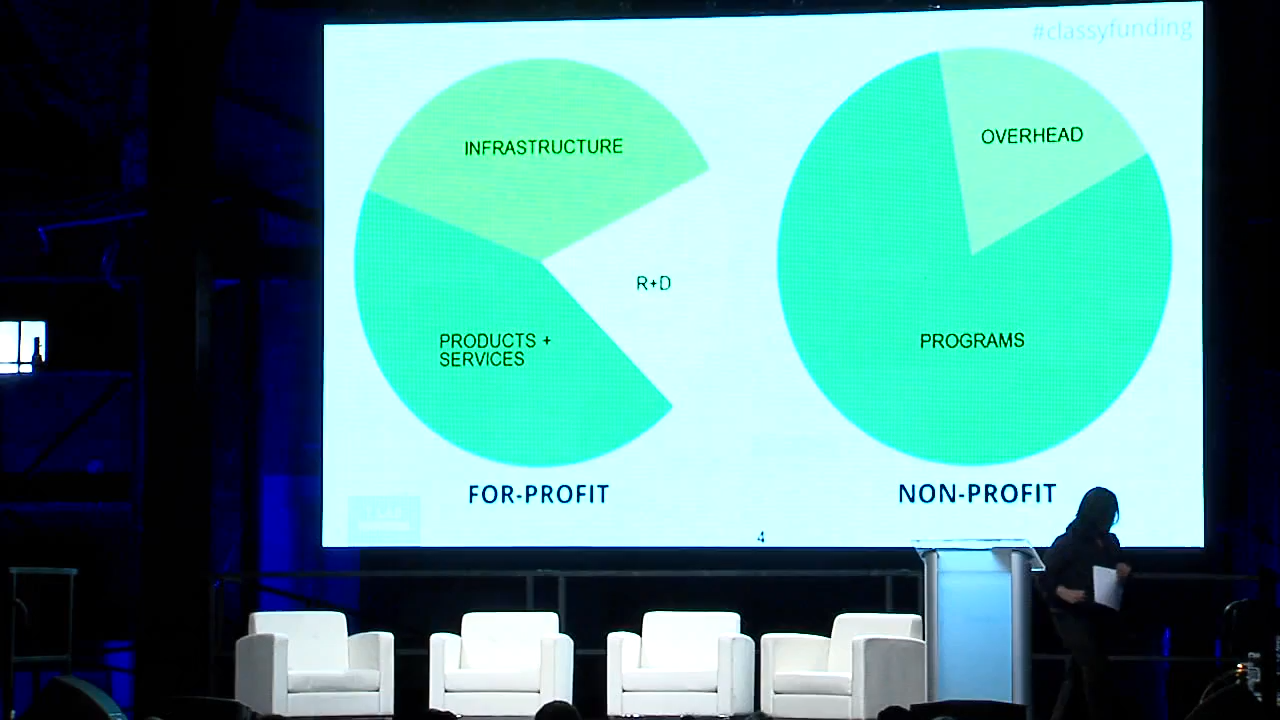 #classyfunding
INFRASTRUCTURE
R+D
PRODUCTS +
SERVICES
FOR-PROFIT
OVERHEAD
PROGRAMS
NON-PROFIT
4